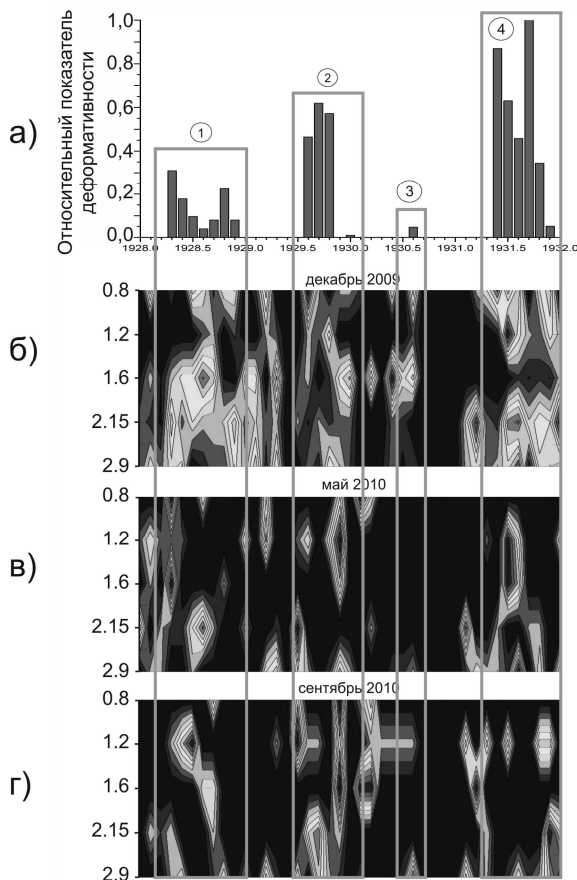 а)
Относительный показатель
деформативности
1,0
0,8
0,6
0,4
0,2
0,0
1
2
3
4
1928.0 1928.5 1929.0 1929.5 1930.0 1930.5 1931.0 1931.5 1932.0
декабрь 2009
б)
0.8
1.2
1.6
2.15
2.9
май 2010
в)
0.8
1.2
1.6
2.15
2.9
сентябрь 2010
г)
0.8
1.2
1.6
2.15
2.9